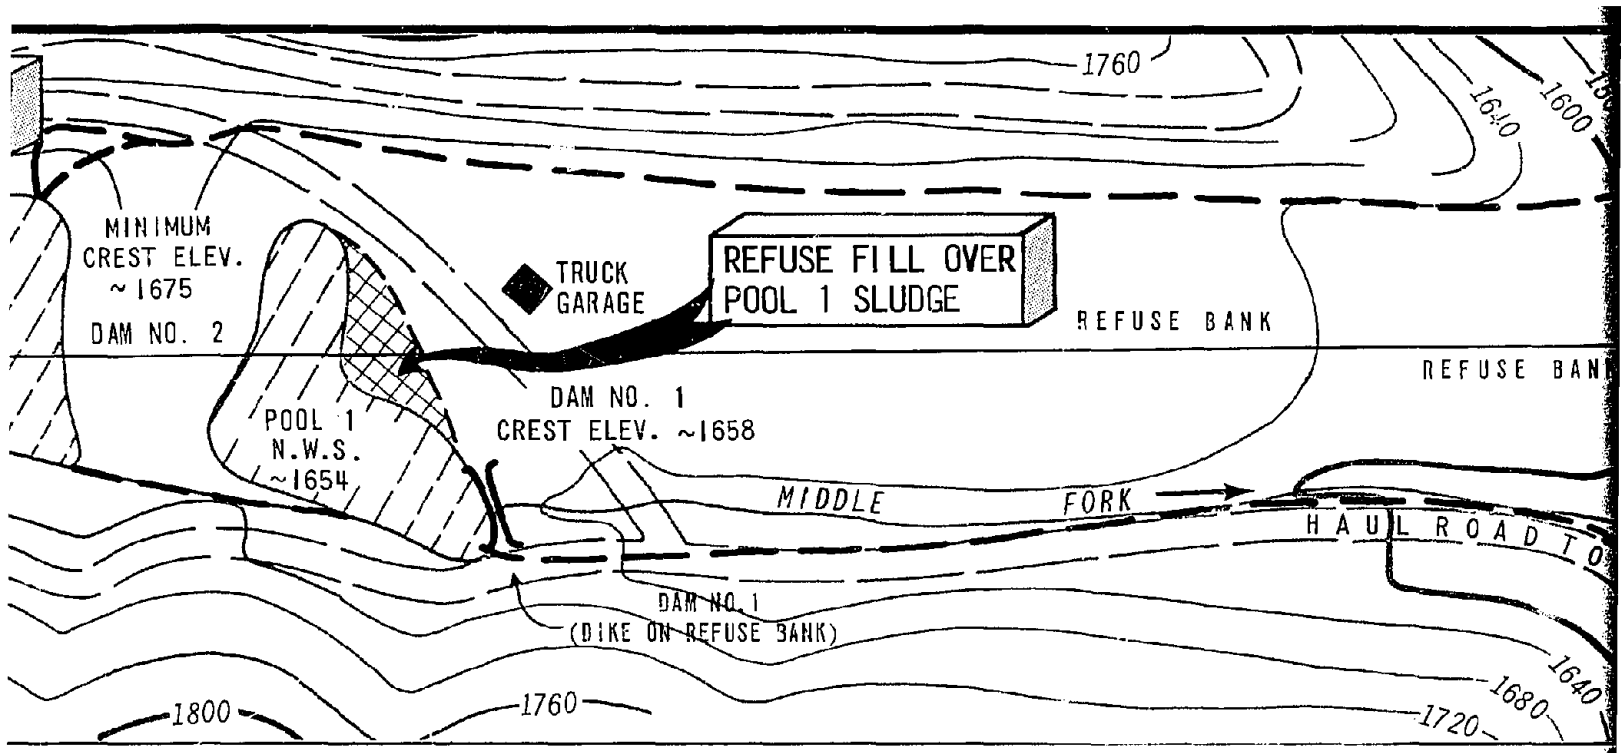 1760
1640
1600
MINIMUM
CREST ELEV.
~1675
DAM NO. 2
TRUCK
GARAGE
REFUSE FILL OVER
POOL 1 SLUDGE
REFUSE BANK
REFUSE BANK
DAM NO. 1
CREST ELEV. ~1658
POOL 1
N.W.S.
~1654
MIDDLE FORK
HAUL ROAD TO
DAM NO.1
(DIKE ON REFUSE BANK)
1800
1760
1640
1680
1720